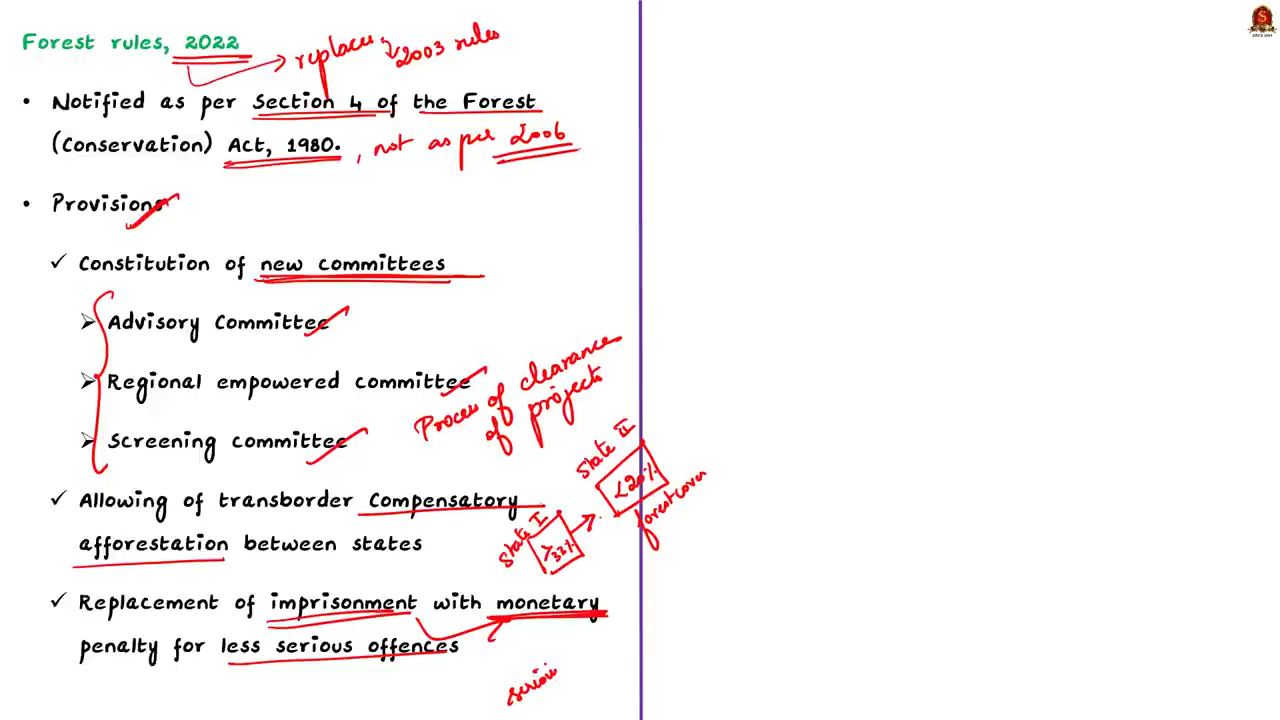 Forest rules, 2022
replaces 2003 rules
• Notified as per Section 4 of the Forest
(Conservation) Act, 1980.
, not as per 2006
• Provisions
✓ Constitution of new committees
➢ Advisory Committee
➢ Regional empowered committee
➢ Screening committee
Process of clearance
of projects
✓ Allowing of transborder Compensatory
afforestation between states
State I
>33%
State II
<20%
forest cover
✓ Replacement of imprisonment with monetary
penalty for less serious offences